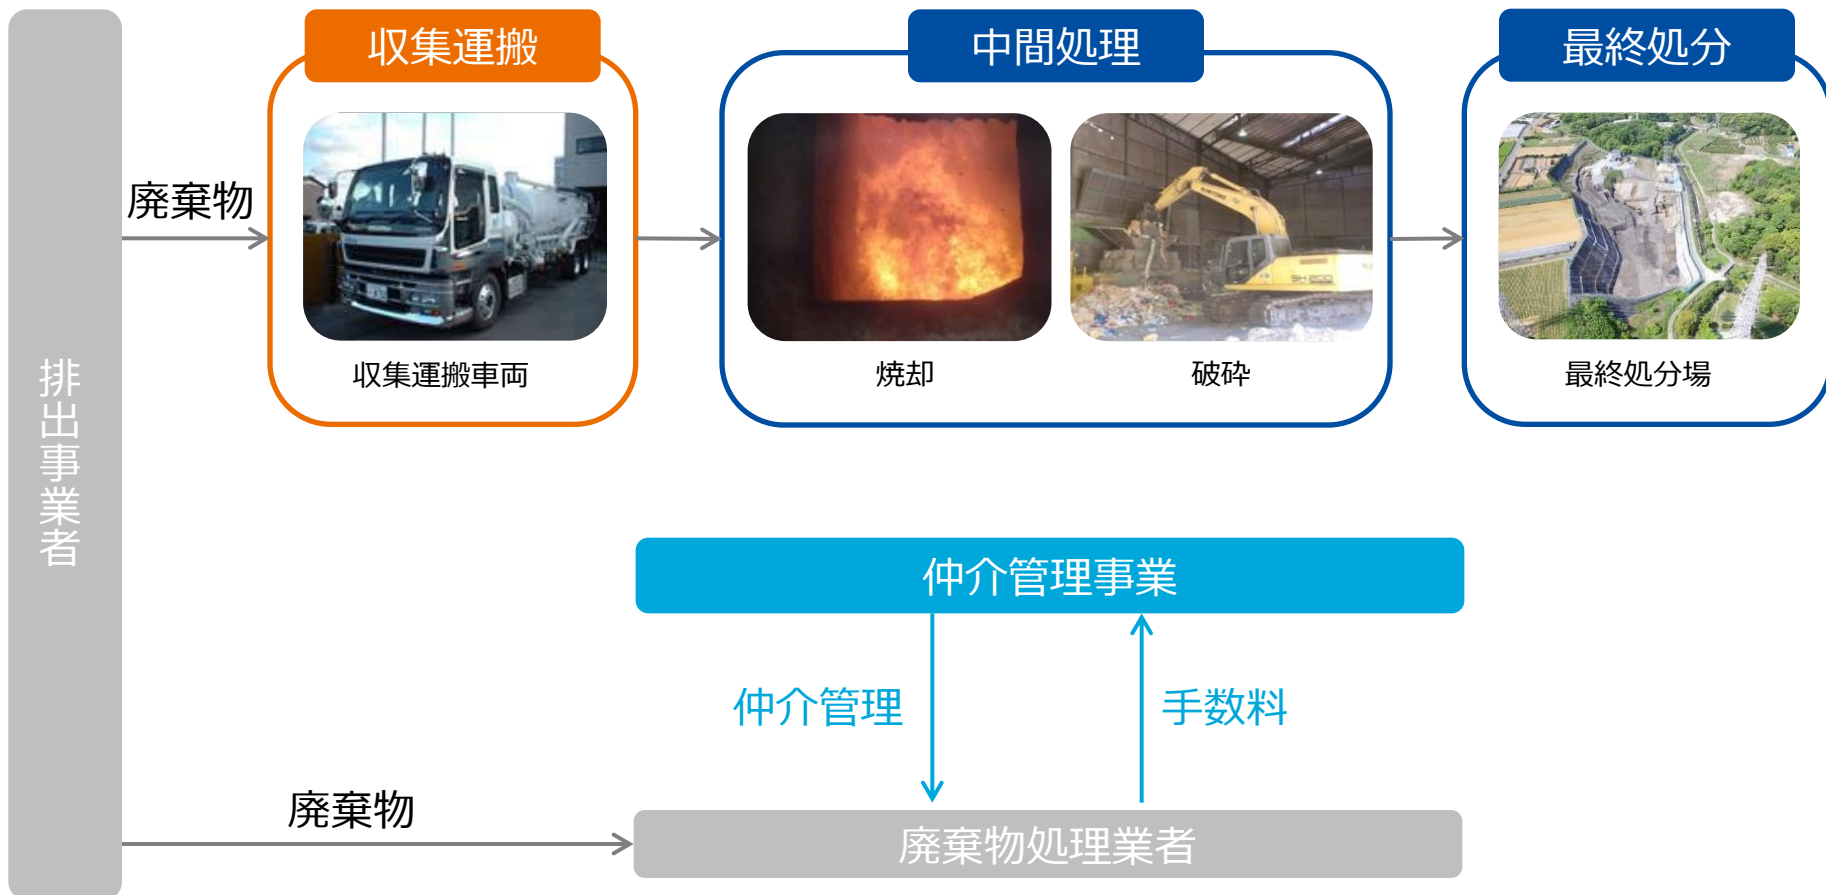 収集運搬
中間処理
最終処分
廃棄物
SH200
収集運搬車両
焼却
破砕
最終処分場
排出事業者
仲介管理事業
仲介管理
手数料
廃棄物
廃棄物処理業者